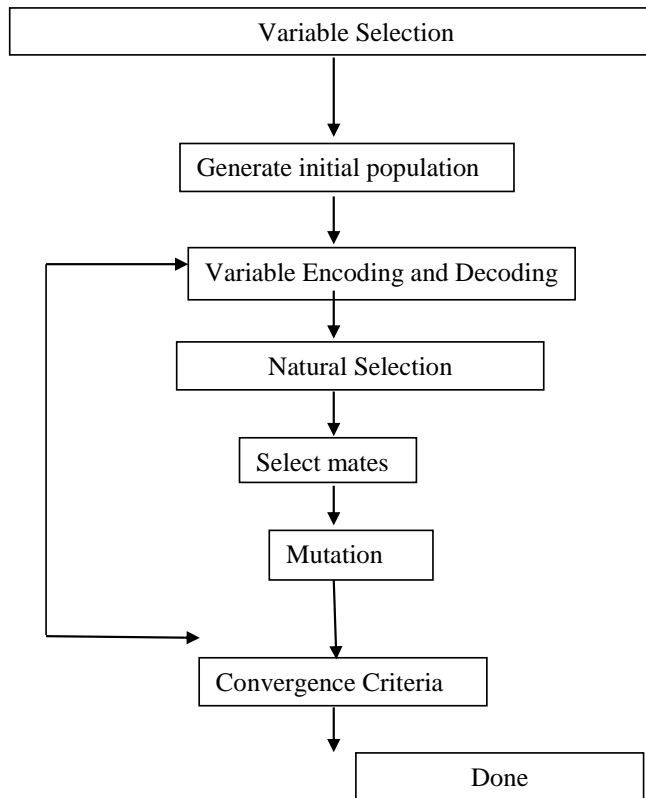 Variable Selection
Generate initial population
Variable Encoding and Decoding
Natural Selection
Select mates
Mutation
Convergence Criteria
Done